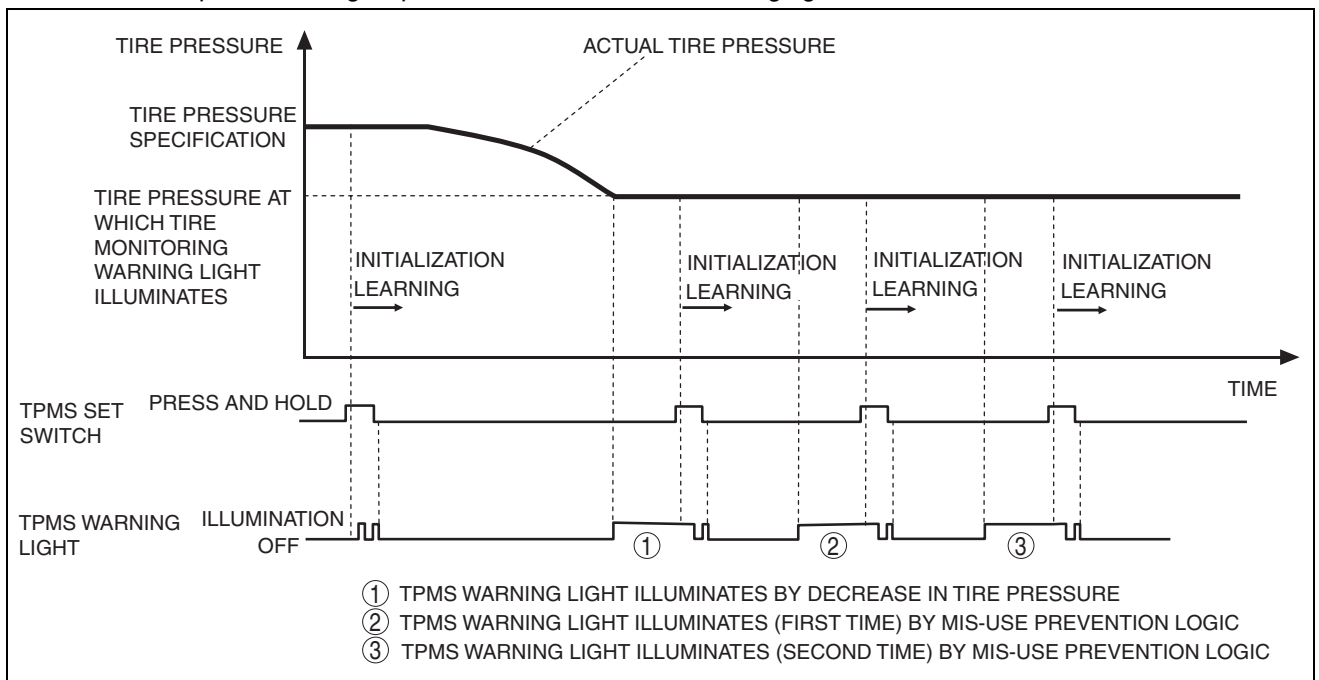 TIRE PRESSURE
ACTUAL TIRE PRESSURE
TIRE PRESSURE
SPECIFICATION
TIRE PRESSURE AT
WHICH TIRE
MONITORING
WARNING LIGHT
ILLUMINATES
INITIALIZATION
LEARNING
INITIALIZATION
LEARNING
INITIALIZATION
LEARNING
INITIALIZATION
LEARNING
TIME
TPMS SET
SWITCH
PRESS AND HOLD
TPMS WARNING
LIGHT
ILLUMINATION
OFF
① ② ③
① TPMS WARNING LIGHT ILLUMINATES BY DECREASE IN TIRE PRESSURE
② TPMS WARNING LIGHT ILLUMINATES (FIRST TIME) BY MIS-USE PREVENTION LOGIC
③ TPMS WARNING LIGHT ILLUMINATES (SECOND TIME) BY MIS-USE PREVENTION LOGIC